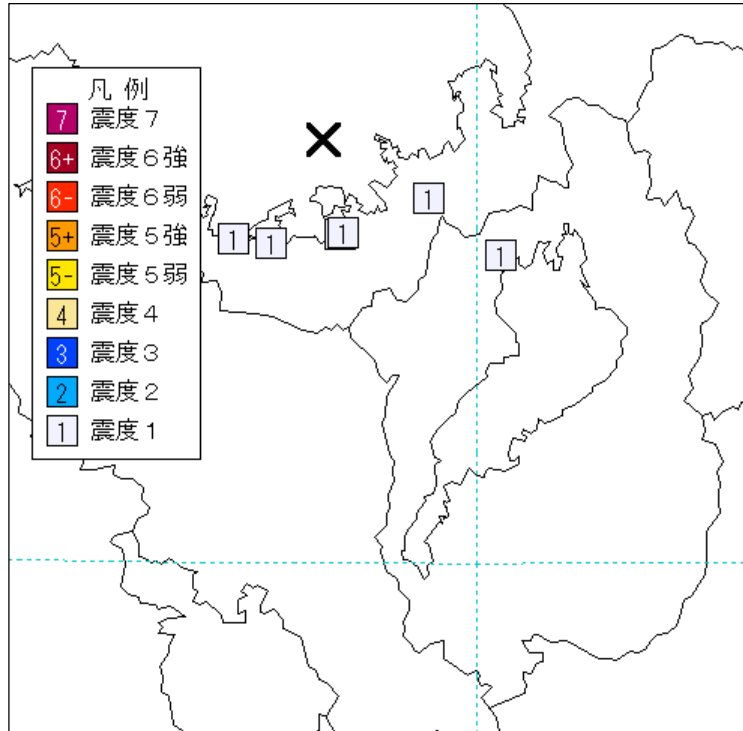 凡 例
7 震度７
6+ 震度６強
6- 震度６弱
5+ 震度５強
5- 震度５弱
4 震度４
3 震度３
2 震度２
1 震度１
1
1
1
1
1